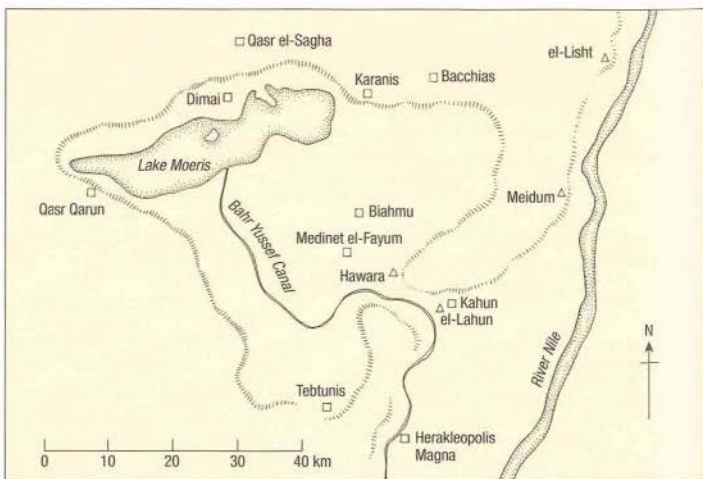 Qasr el-Sagha
el-Lisht
Karanis
Bacchias
Dimai
Lake Moeris
Qasr Qarun
Meidum
Biahmu
Bahr Yussef Canal
Medinet el-Fayum
Hawara
Kahun
el-Lahun
River Nile
N
Tebtunis
Herakleopolis
Magna
0 10 20 30 40 km